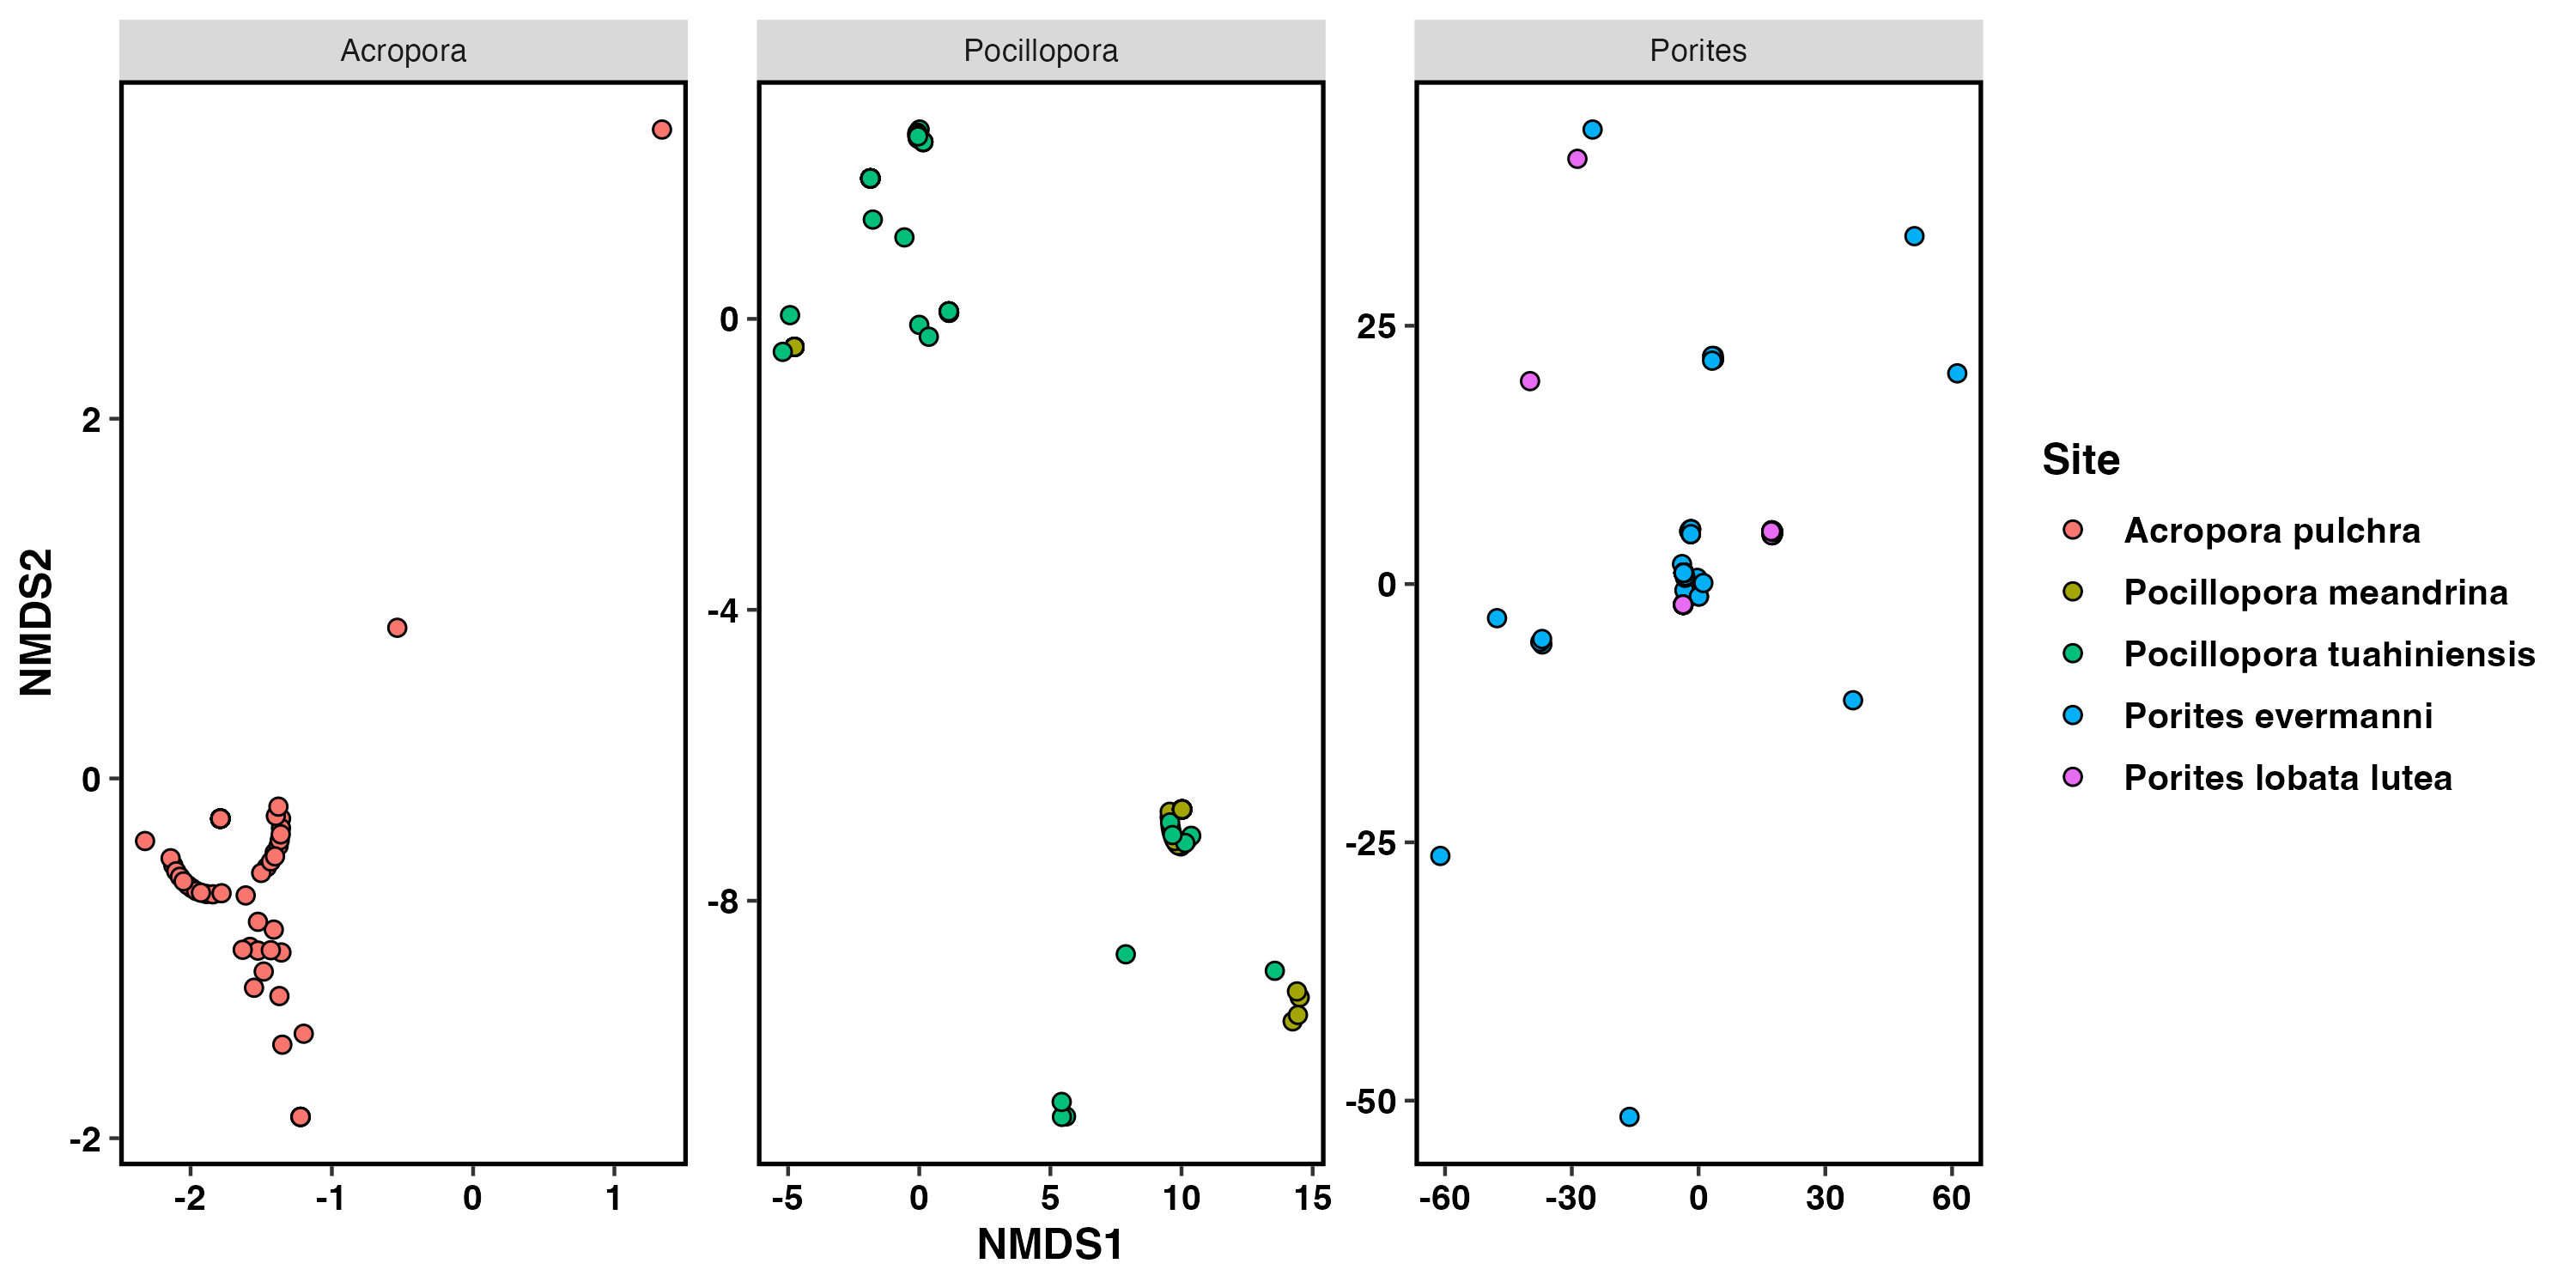 Acropora Pocillopora Porites
NMDS2
2
0
-2
0
-4
-8
25
0
-25
-50
-2 -1 0 1
-5 0 5 10 15
-60 -30 0 30 60
NMDS1
Site
Acropora pulchra
Pocillopora meandrina
Pocillopora tuahiniensis
Porites evermanni
Porites lobata lutea